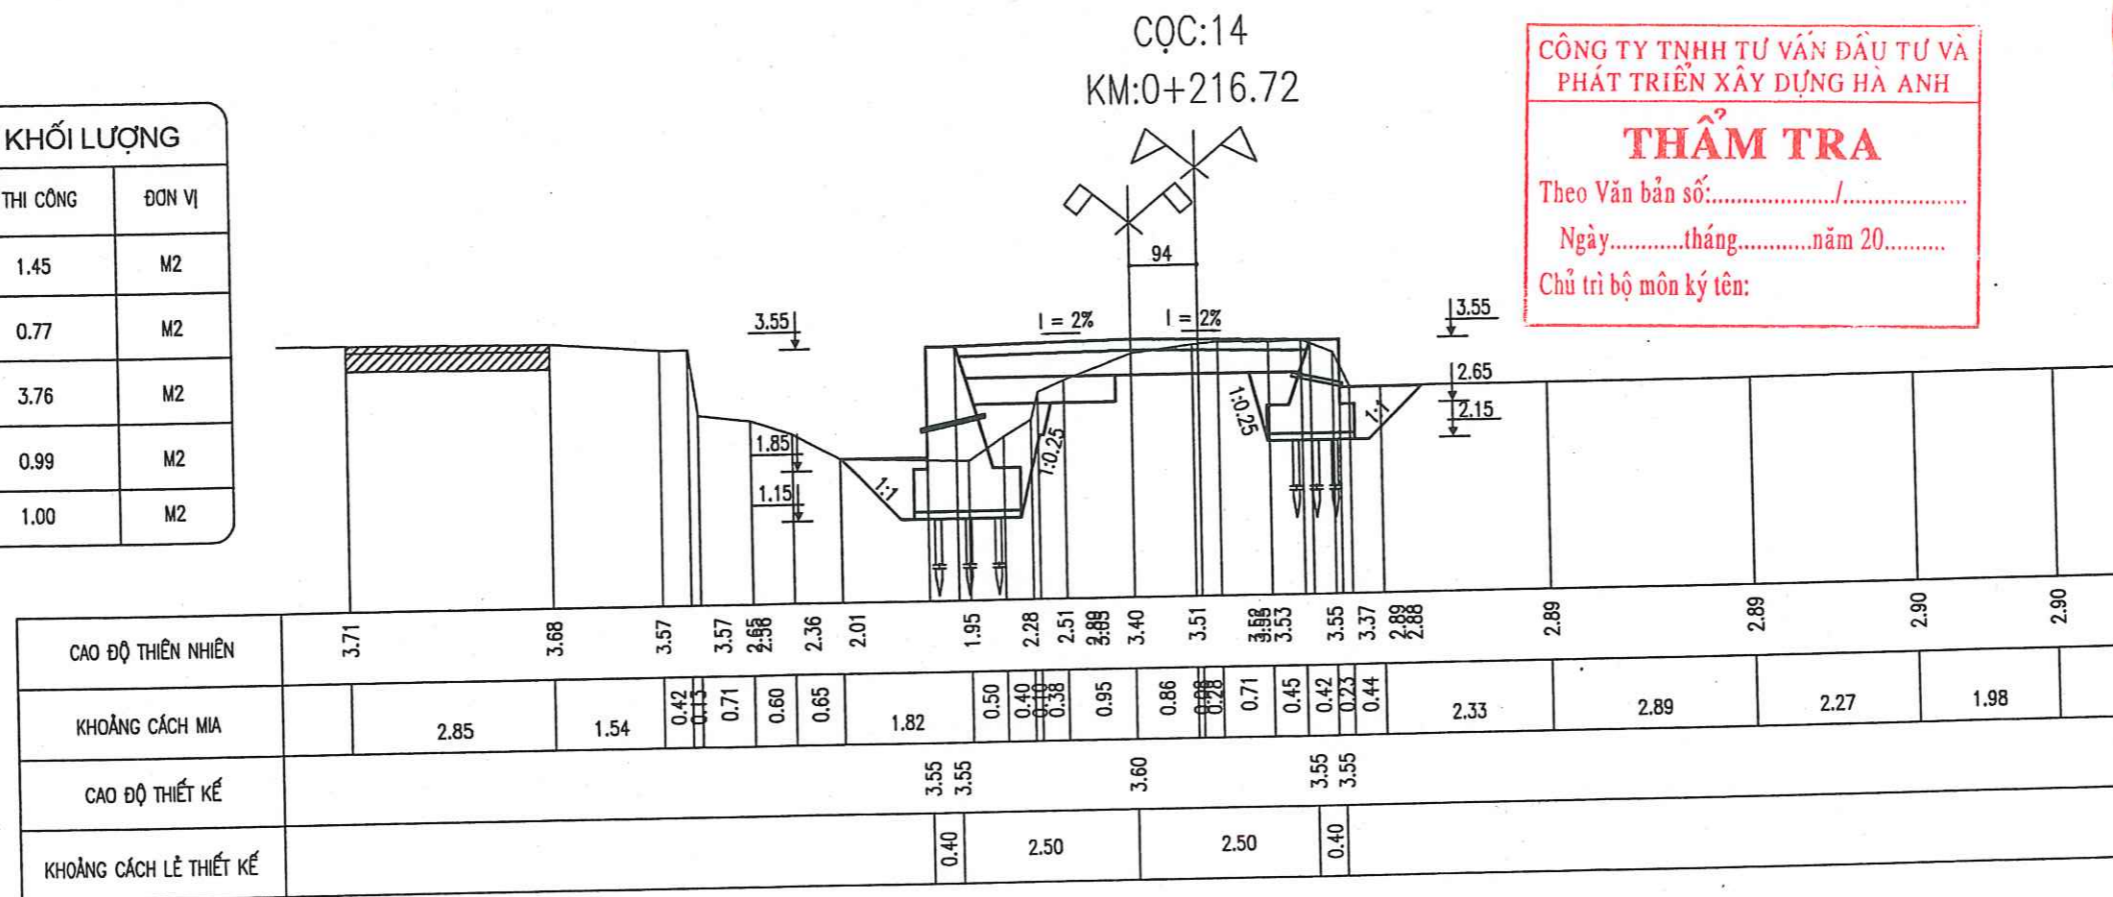 CỌC:14
KM:0+216.72
CÔNG TY TNHH TƯ VẤN ĐẦU TƯ VÀ
PHÁT TRIỂN XÂY DỰNG HÀ ANH
THẨM TRA
Theo Văn bản số:...................../.....................
Ngày............tháng............năm 20..........
Chủ trì bộ môn ký tên:
KHỐI LƯỢNG
THI CÔNG ĐƠN VỊ
1.45 M2
0.77 M2
3.76 M2
0.99 M2
1.00 M2
94
3.55
I = 2%
I = 2%
3.55
2.65
2.15
1.85
1.15
1:1
1:0.25
1:0.25
1:1
CAO ĐỘ THIÊN NHIÊN 3.71 3.68 3.57 3.57 2.58 2.36 2.01 1.95 2.28 2.51 3.40 3.51 3.53 3.55 3.37 2.89 2.88 2.89 2.89 2.90 2.90
KHOẢNG CÁCH MIA 2.85 1.54 0.42 0.13 0.71 0.60 0.65 1.82 0.50 0.40 0.10 0.38 0.95 0.86 0.08 0.28 0.71 0.45 0.42 0.23 0.44 2.33 2.89 2.27 1.98
CAO ĐỘ THIẾT KẾ 3.55 3.55 3.60 3.55 3.55
KHOẢNG CÁCH LẺ THIẾT KẾ 0.40 2.50 2.50 0.40